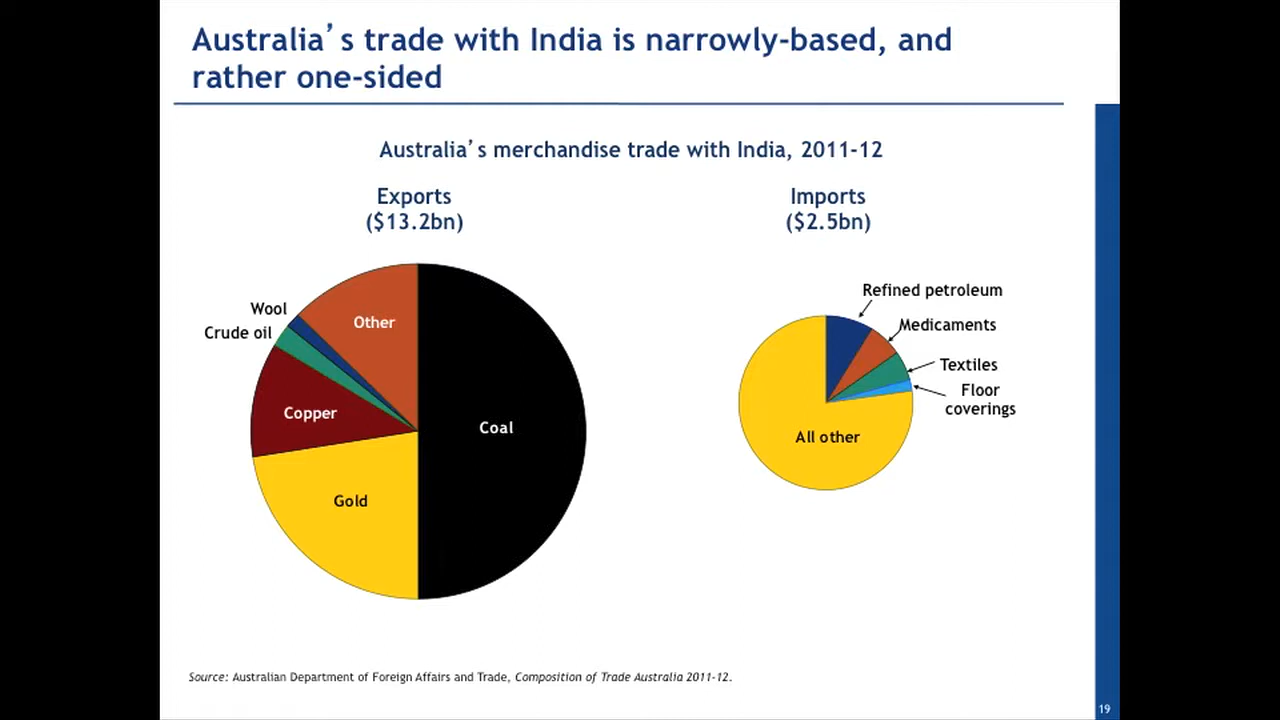 Australia’s trade with India is narrowly-based, and
rather one-sided
Australia’s merchandise trade with India, 2011-12
Exports
($13.2bn)
Imports
($2.5bn)
Wool
Crude oil
Other
Copper
Coal
Gold
Refined petroleum
Medicaments
Textiles
Floor
coverings
All other
Source: Australian Department of Foreign Affairs and Trade, Composition of Trade Australia 2011-12.
19